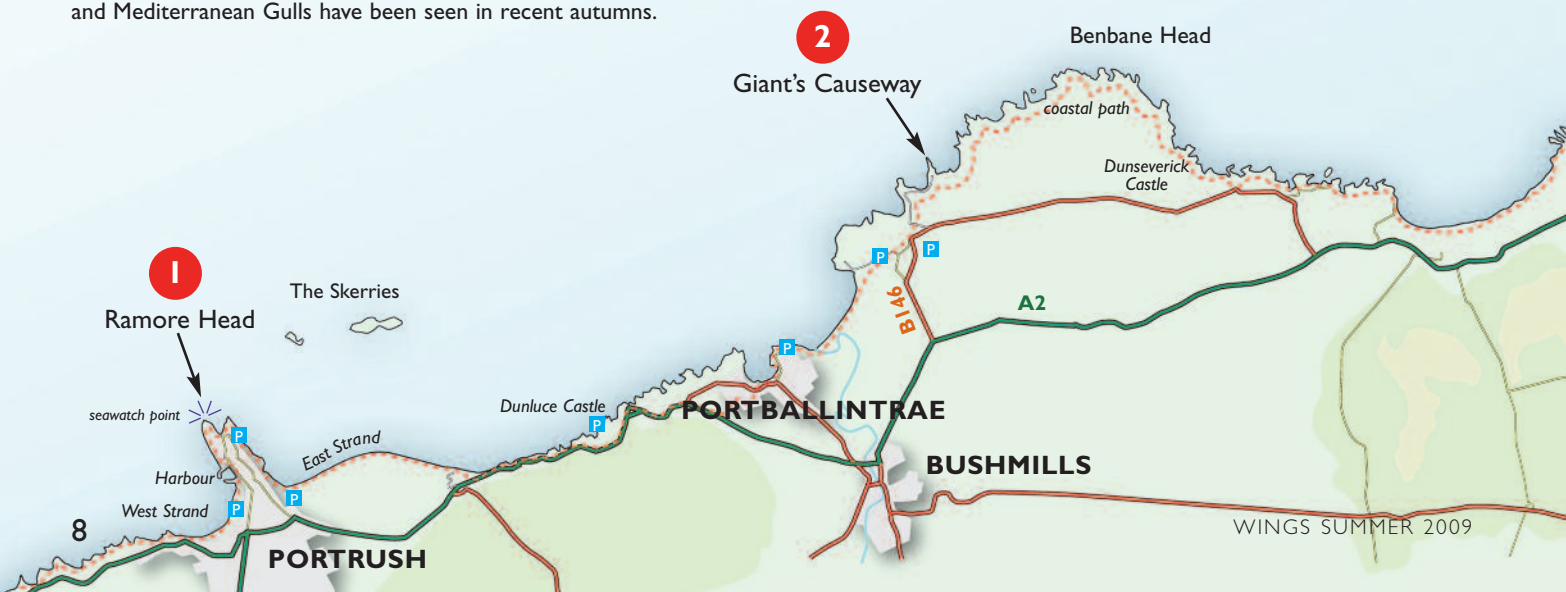 and Mediterranean Gulls have been seen in recent autumns.
2
Benbane Head
Giant's Causeway
coastal path
Dunseverick
Castle
1
The Skerries
Ramore Head
B146
A2
P
P
P
seawatch point
Dunluce Castle
P
PORTBALLINTRAE
P
East Strand
Harbour
BUSHMILLS
P
West Strand
P
8
WINGS SUMMER 2009
PORTRUSH